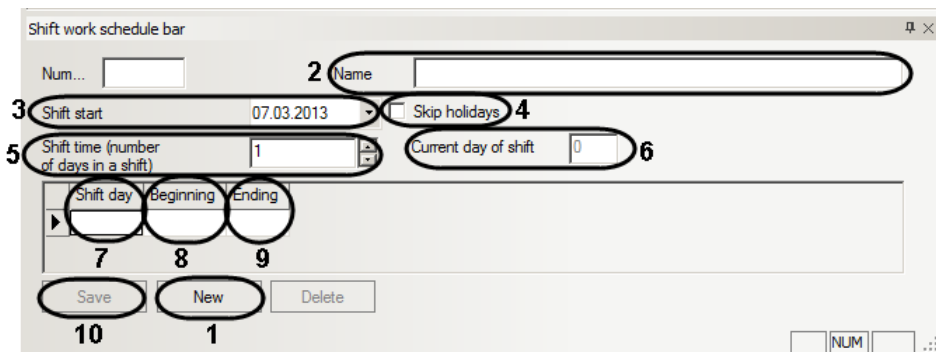 Shift work schedule bar
Num... 2 Name
3 Shift start 07.03.2013 Skip holidays 4
5 Shift time (number of days in a shift) 1 Current day of shift 0 6
Shift day Beginning Ending
7 8 9
Save New Delete
10 1
NUM